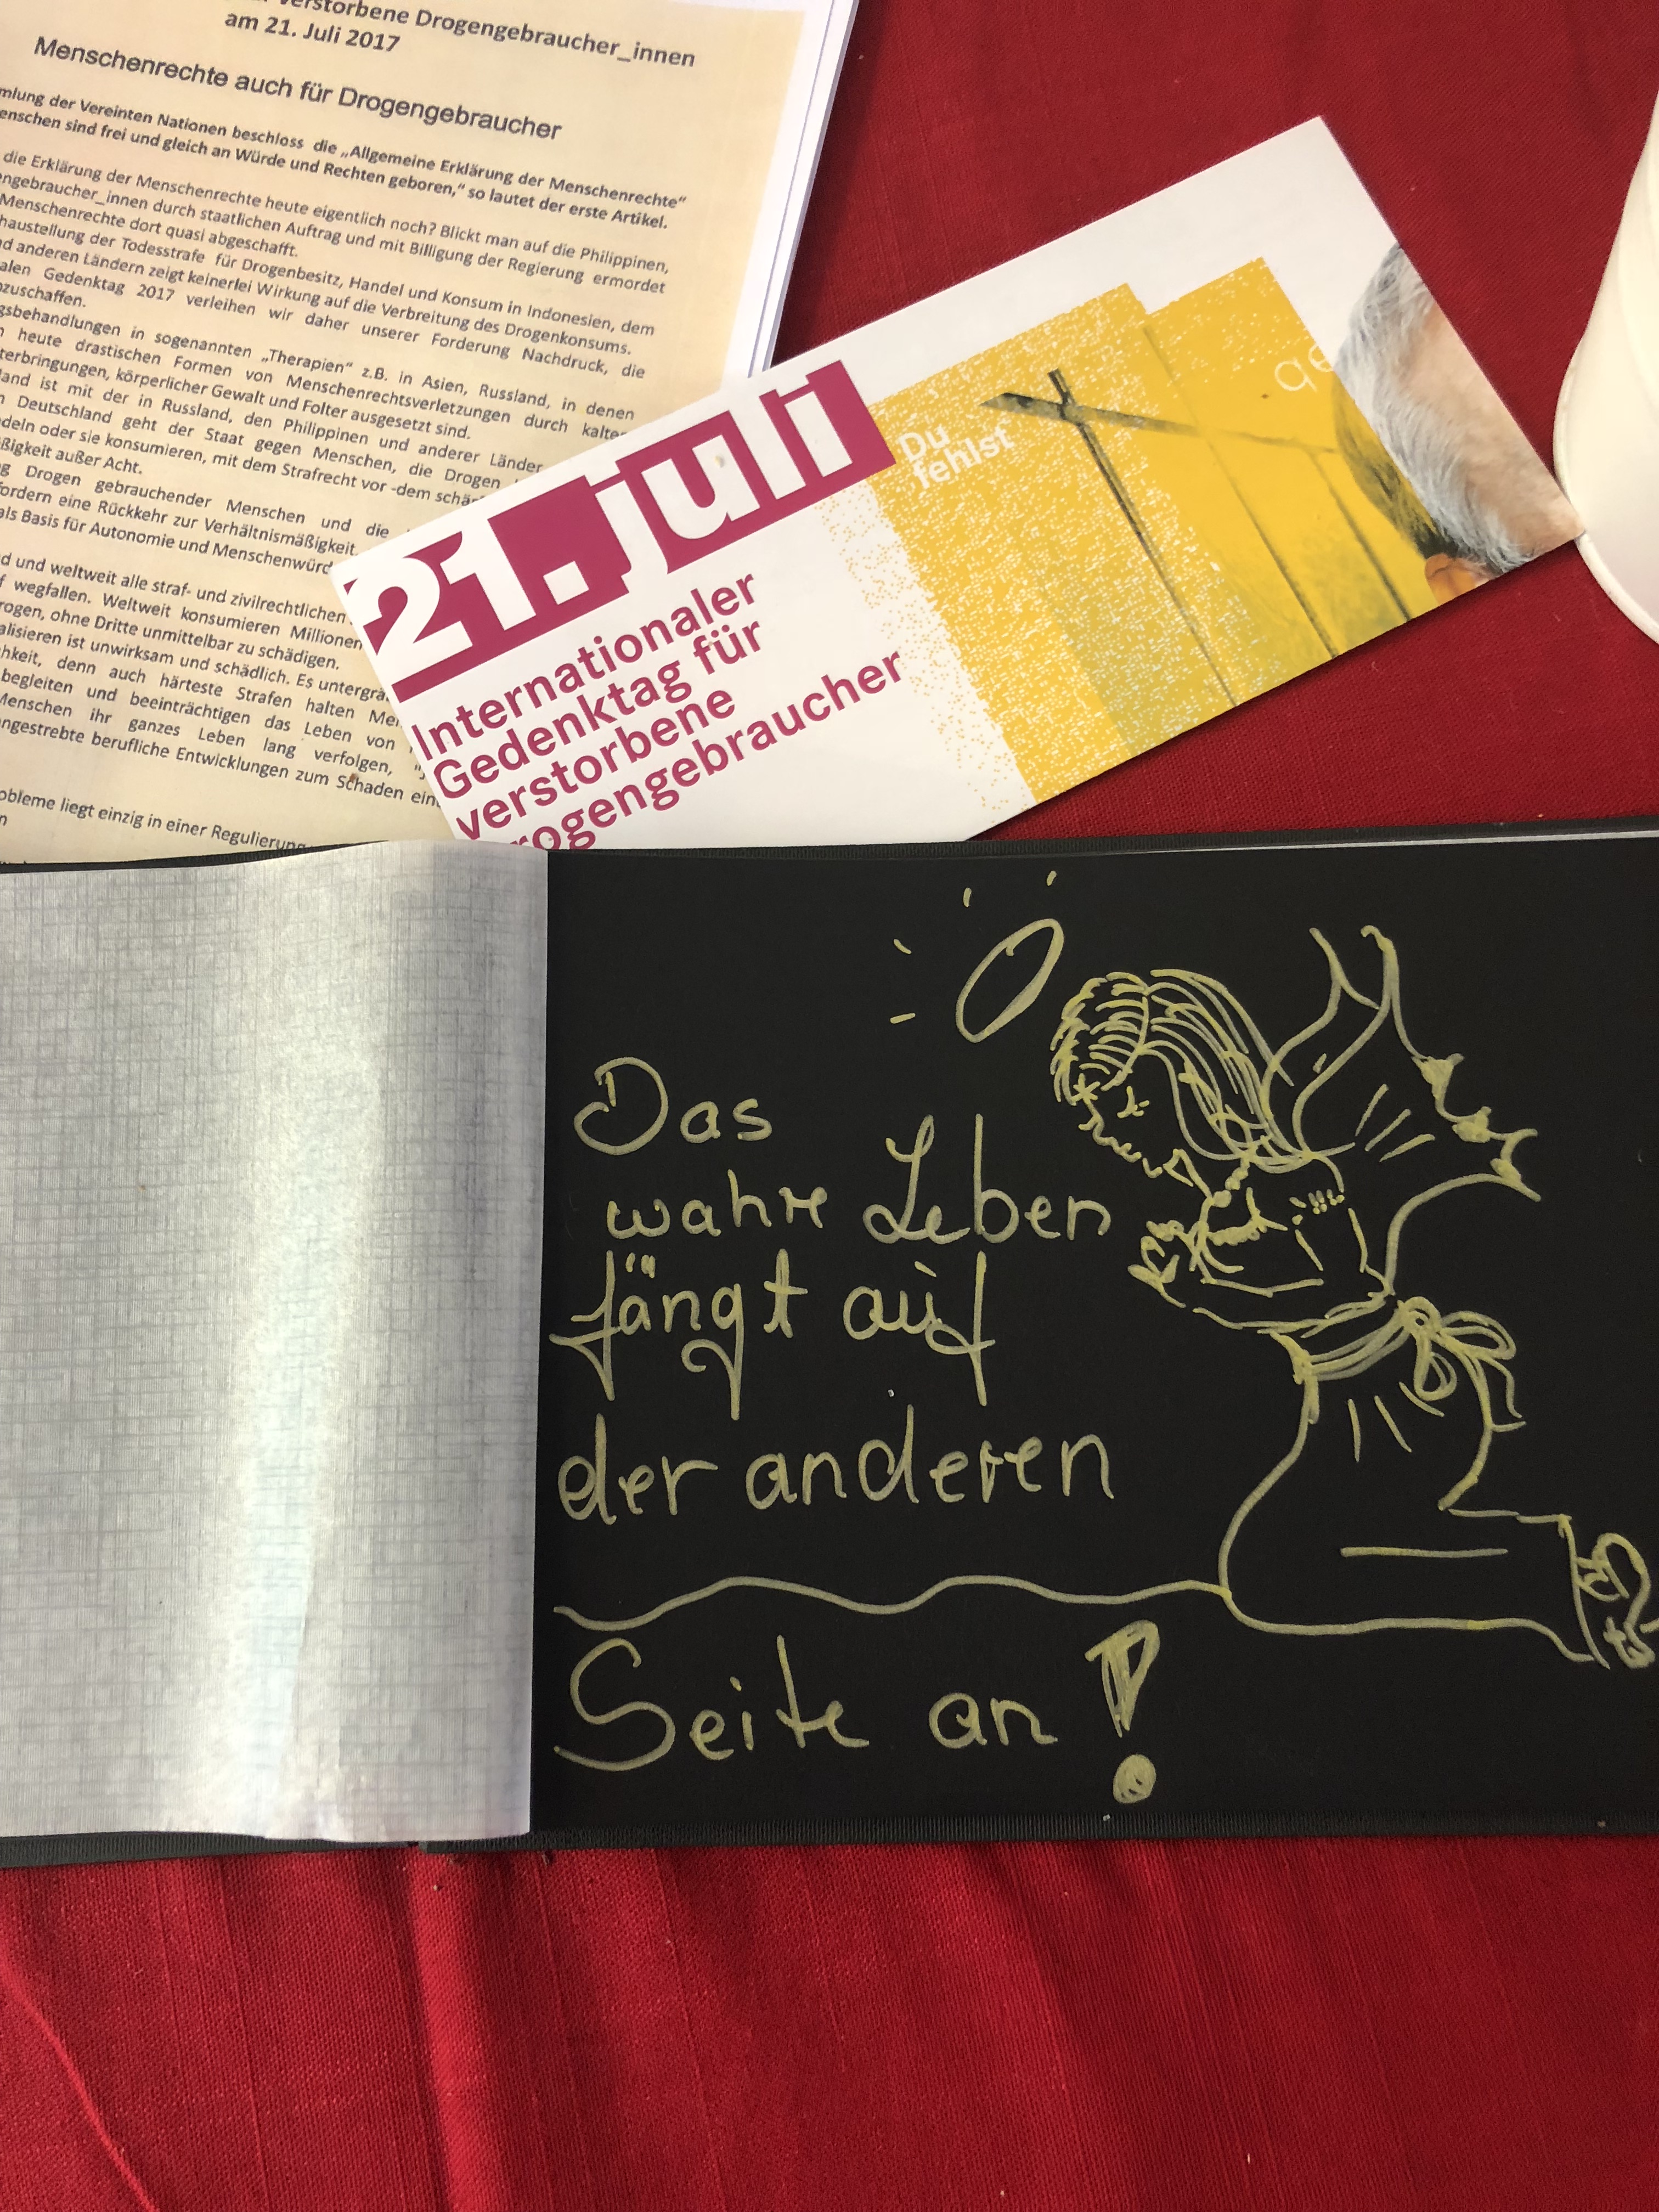 verstorbene Drogengebraucher_innen
am 21. Juli 2017
Menschenrechte auch für Drogengebraucher
mlung der Vereinten Nationen beschloss die „Allgemeine Erklärung der Menschenrechte“
enschen sind frei und gleich an Würde und Rechten geboren,“ so lautet der erste Artikel.
die Erklärung der Menschenrechte heute eigentlich noch? Blickt man auf die Philippinen,
engebraucher_innen durch staatlichen Auftrag und mit Billigung der Regierung ermordet
Menschenrechte dort quasi abgeschafft.
haustellung der Todesstrafe für Drogenbesitz, Handel und Konsum in Indonesien, dem
d anderen Ländern zeigt keinerlei Wirkung auf die Verbreitung des Drogenkonsums.
alen Gedenktag 2017 verleihen wir daher unserer Forderung Nachdruck, die
zuschaffen.
gsbehandlungen in sogenannten „Therapien“ z.B. in Asien, Russland, in denen
n heute drastischen Formen von Menschenrechtsverletzungen durch kalten
terbringungen, körperlicher Gewalt und Folter ausgesetzt sind.
land ist mit der in Russland, den Philippinen und anderer Länder
n Deutschland geht der Staat gegen Menschen, die Drogen
deln oder sie konsumieren, mit dem Strafrecht vor -dem schär
ßigkeit außer Acht.
g Drogen gebrauchender Menschen und die
fordern eine Rückkehr zur Verhältnismäßigkeit.
als Basis für Autonomie und Menschenwürd
d und weltweit alle straf- und zivilrechtlichen
f wegfallen. Weltweit konsumieren Millionen
rogen, ohne Dritte unmittelbar zu schädigen.
alisieren ist unwirksam und schädlich. Es untergrä
hkeit, denn auch härteste Strafen halten Me
begleiten und beeinträchtigen das Leben von
Menschen ihr ganzes Leben lang verfolgen,
ngestrebte berufliche Entwicklungen zum Schaden ein
obleme liegt einzig in einer Regulierung
n
21. Juli
Internationaler
Gedenktag für
verstorbene
rogengebraucher
Du
fehlst
ge
Das
wahre Leben
fängt auf
der anderen
Seite an!